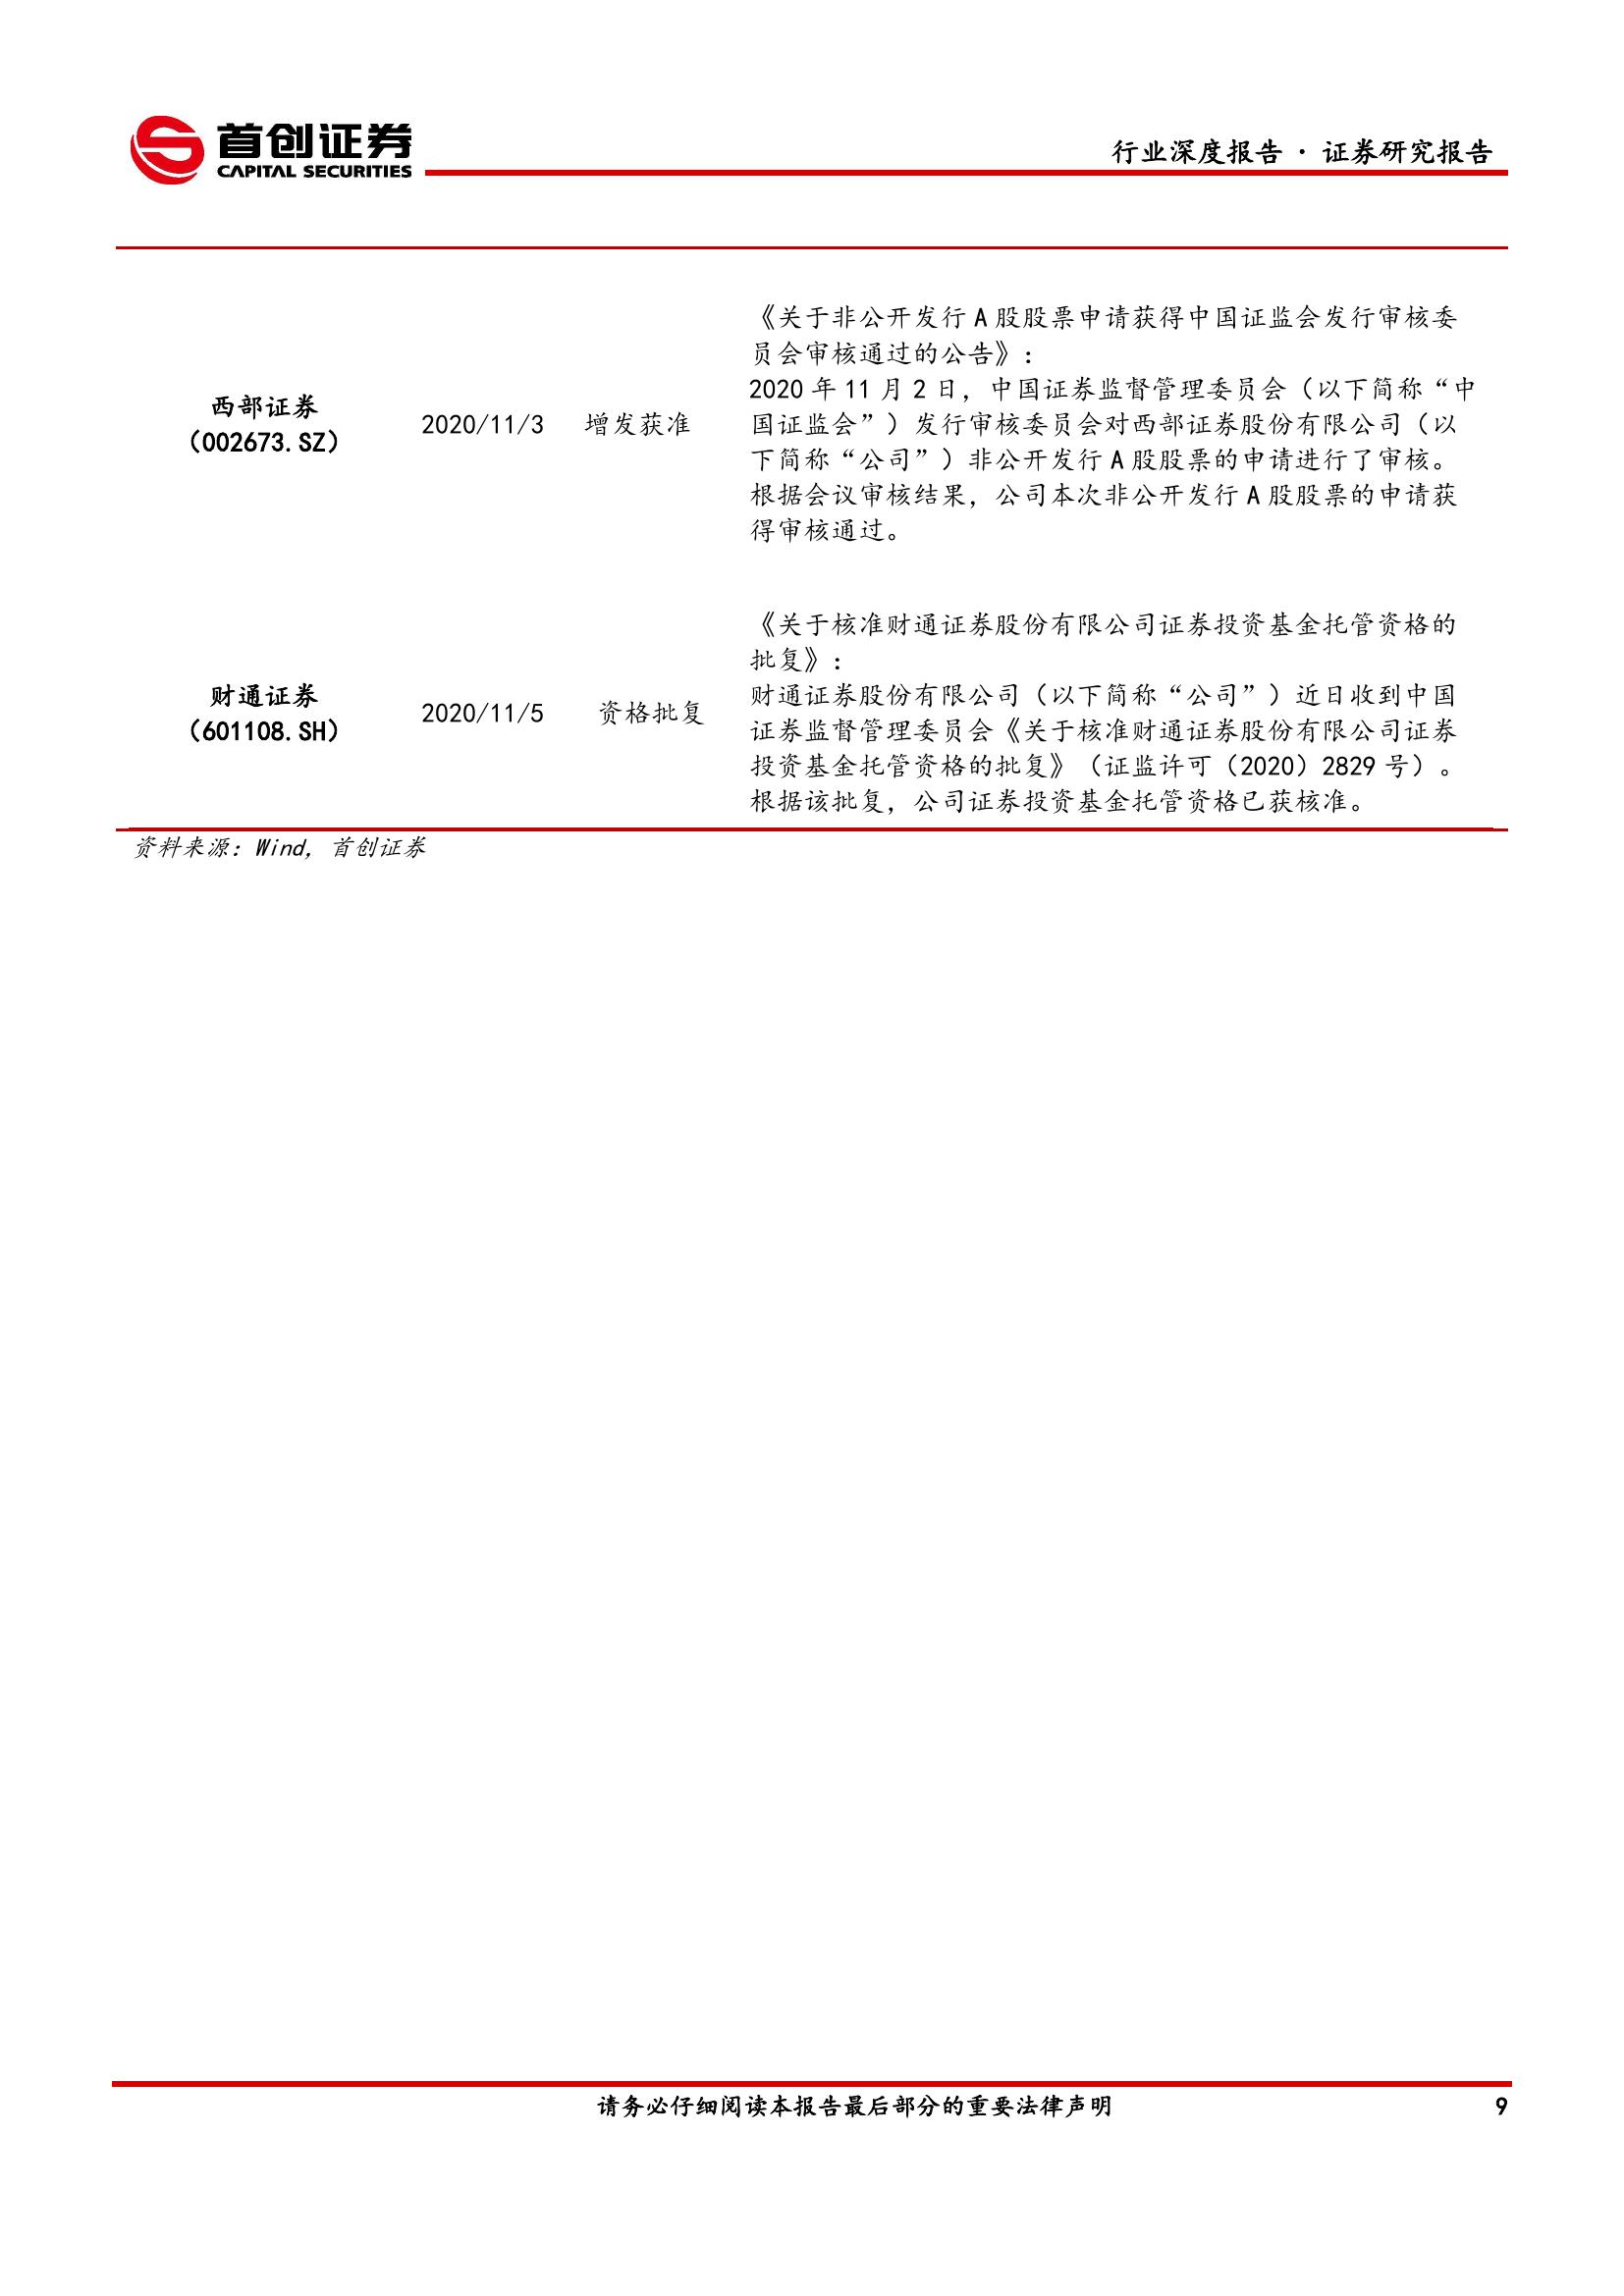 首创证券
CAPITAL SECURITIES
行业深度报告 · 证券研究报告
《关于非公开发行 A 股股票申请获得中国证监会发行审核委
员会审核通过的公告》:
2020 年 11 月 2 日，中国证券监督管理委员会（以下简称“中
国证监会”）发行审核委员会对西部证券股份有限公司（以
下简称“公司”）非公开发行 A 股股票的申请进行了审核。
根据会议审核结果，公司本次非公开发行 A 股股票的申请获
得审核通过。
西部证券
（002673.SZ）
2020/11/3
增发获准
《关于核准财通证券股份有限公司证券投资基金托管资格的
批复》:
财通证券股份有限公司（以下简称“公司”）近日收到中国
证券监督管理委员会《关于核准财通证券股份有限公司证券
投资基金托管资格的批复》（证监许可（2020）2829 号）。
根据该批复，公司证券投资基金托管资格已获核准。
财通证券
（601108.SH）
2020/11/5
资格批复
资料来源：Wind，首创证券
请务必仔细阅读本报告最后部分的重要法律声明
9